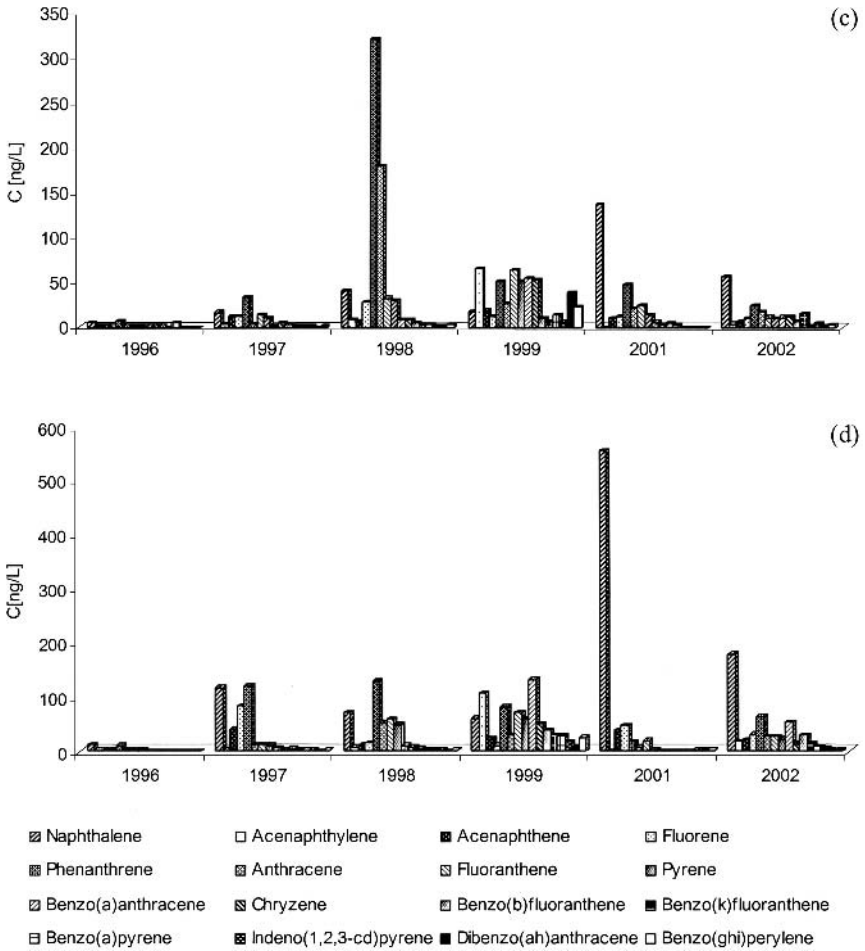 (c)
350
300
250
200
150
100
50
0
C [ng/L]
1996 1997 1998 1999 2001 2002
(d)
600
500
400
300
200
100
0
C[ng/L]
1996 1997 1998 1999 2001 2002
Naphthalene Acenaphthylene Acenaphthene Fluorene
Phenanthrene Anthracene Fluoranthene Pyrene
Benzo(a)anthracene Chryzene Benzo(b)fluoranthene Benzo(k)fluoranthene
Benzo(a)pyrene Indeno(1,2,3-cd)pyrene Dibenzo(ah)anthracene Benzo(ghi)perylene